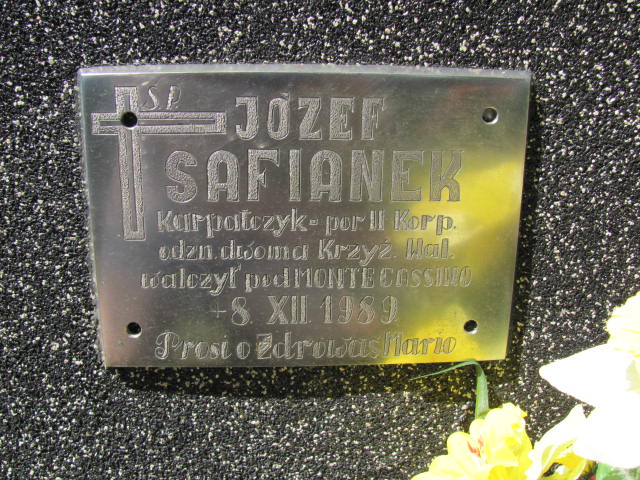 Ś.P.
JÓZEF
SAFIANEK
Karpatczyk - por II Korp.
odzn. dwoma Krzyż. Wal.
walczył pod MONTE CASSINO
+ 8. XII 1989
Prosi o Zdrowaś Mario